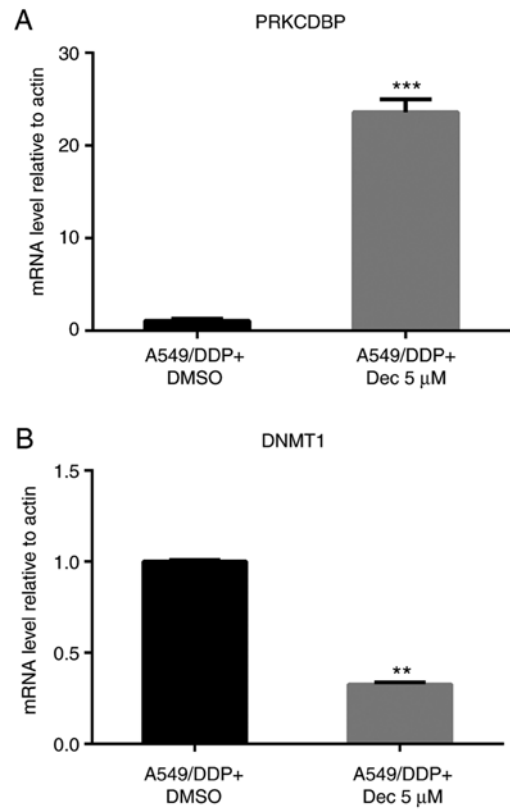 A
PRKCDBP
mRNA level relative to actin
30
20
10
0
***
A549/DDP+
DMSO
A549/DDP+
Dec 5 μM
B
DNMT1
mRNA level relative to actin
1.5
1.0
0.5
0.0
**
A549/DDP+
DMSO
A549/DDP+
Dec 5 μM